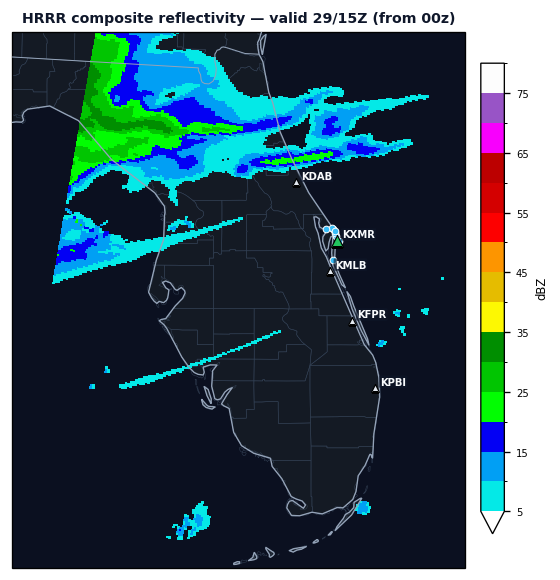 HRRR composite reflectivity — valid 29/15Z (from 00z)
KDAB
KXMR
KMLB
KFPR
KPBI
75
65
55
45
35
25
15
5
dBZ